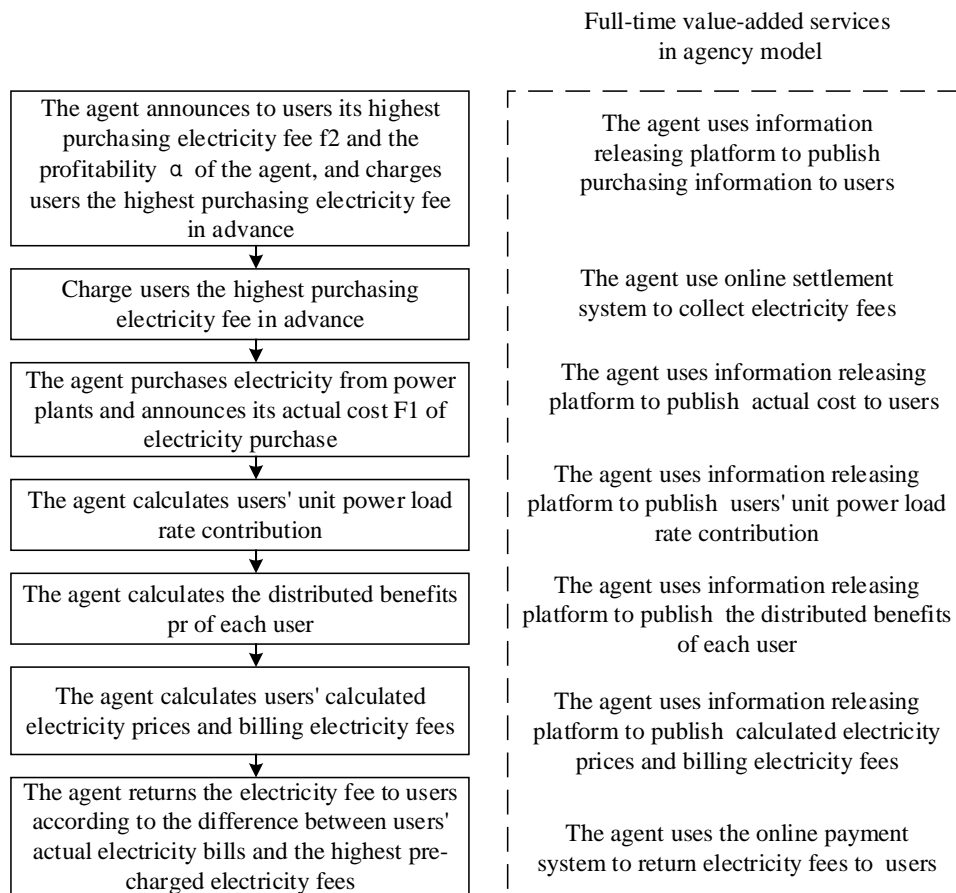 Full-time value-added services
in agency model
The agent announces to users its highest
purchasing electricity fee f2 and the
profitability α of the agent, and charges
users the highest purchasing electricity fee
in advance
The agent uses information
releasing platform to publish
purchasing information to users
Charge users the highest purchasing
electricity fee in advance
The agent use online settlement
system to collect electricity fees
The agent purchases electricity from power
plants and announces its actual cost F1 of
electricity purchase
The agent uses information releasing
platform to publish actual cost to users
The agent calculates users' unit power load
rate contribution
The agent uses information releasing
platform to publish users' unit power load
rate contribution
The agent calculates the distributed benefits
pr of each user
The agent uses information releasing
platform to publish the distributed benefits
of each user
The agent calculates users' calculated
electricity prices and billing electricity fees
The agent uses information releasing
platform to publish calculated electricity
prices and billing electricity fees
The agent returns the electricity fee to users
according to the difference between users'
actual electricity bills and the highest pre-
charged electricity fees
The agent uses the online payment
system to return electricity fees to users